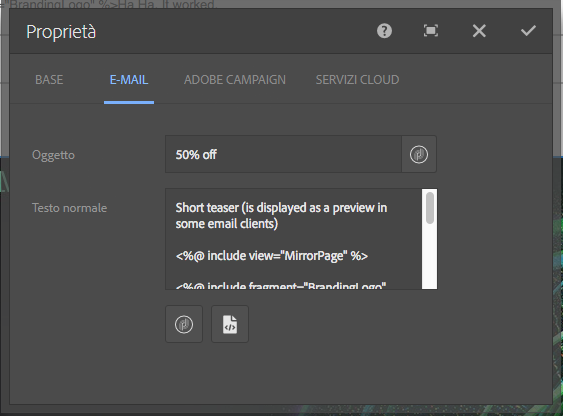 ="BrandingLogo" %>Ha Ha. It worked.
Proprietà
BASE
E-MAIL
ADOBE CAMPAIGN
SERVIZI CLOUD
Oggetto
50% off
Testo normale
Short teaser (is displayed as a preview in
some email clients)
<%@ include view="MirrorPage" %>
<%@ include fragment="BrandingLogo"